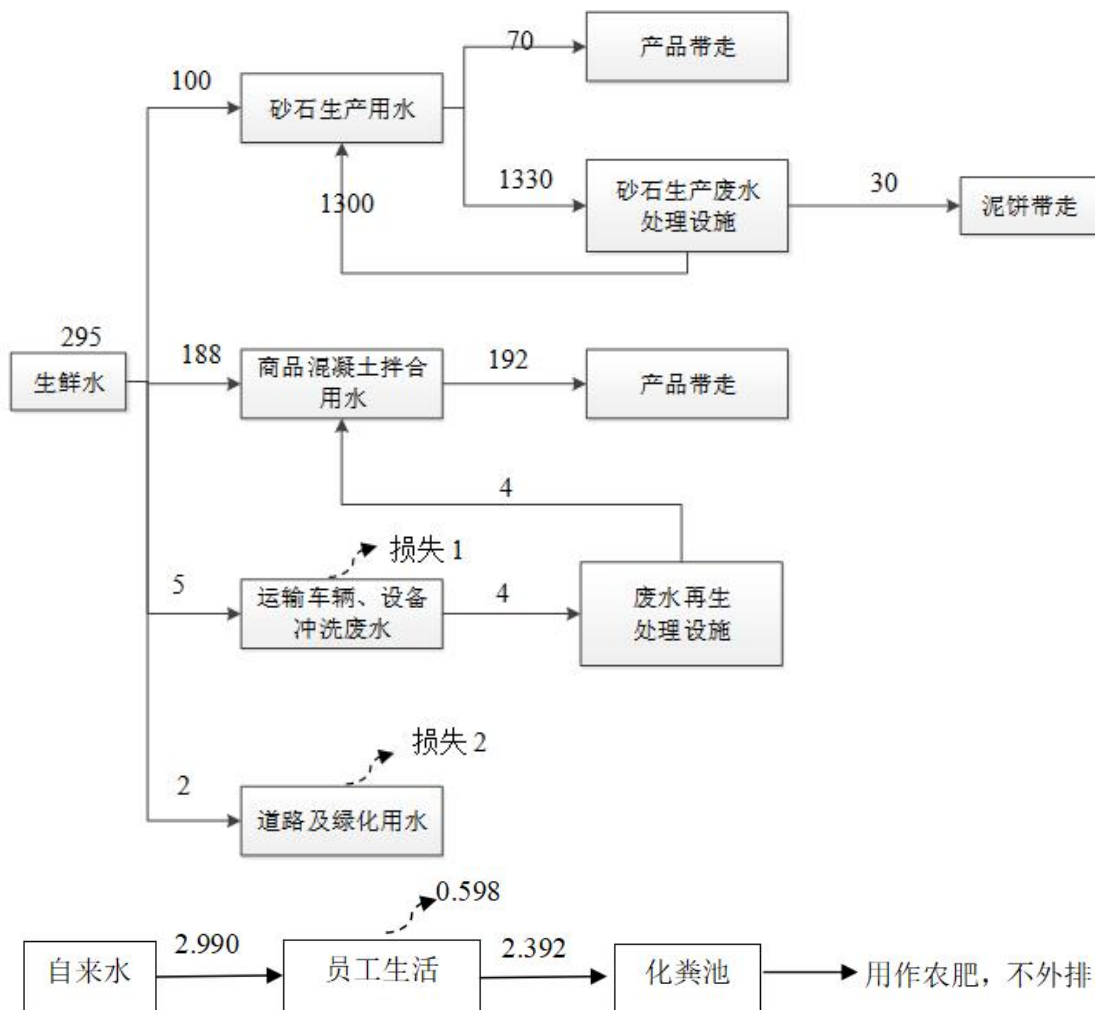 70
产品带走
100
砂石生产用水
1330
砂石生产废水
处理设施
30
泥饼带走
1300
295
生鲜水
188
商品混凝土拌合
用水
192
产品带走
4
损失 1
5
运输车辆、设备
冲洗废水
4
废水再生
处理设施
损失 2
2
道路及绿化用水
0.598
自来水
2.990
员工生活
2.392
化粪池
用作农肥，不外排